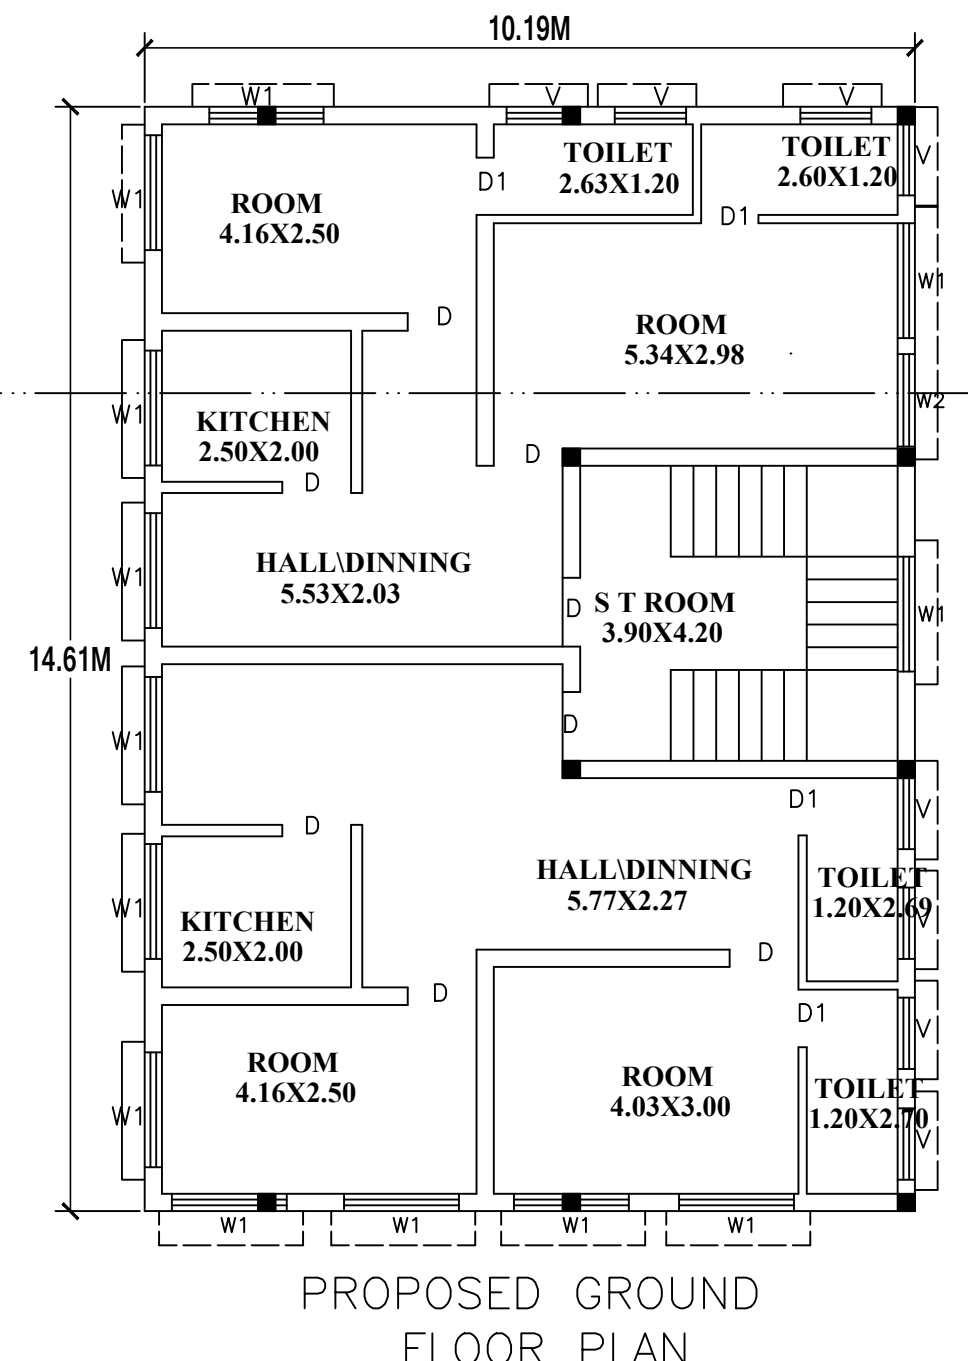 10.19M
W1
V
V
V
TOILET
2.63X1.20
TOILET
2.60X1.20
V
D1
W1
ROOM
4.16X2.50
D1
W1
D
ROOM
5.34X2.98
W2
W1
KITCHEN
2.50X2.00
D
D
HALL\DINNING
5.53X2.03
W1
D
S T ROOM
3.90X4.20
W1
14.61M
W1
D
D1
V
D
HALL\DINNING
5.77X2.27
TOILET
1.20X2.69
V
W1
KITCHEN
2.50X2.00
D
D
D1
V
ROOM
4.16X2.50
ROOM
4.03X3.00
TOILET
1.20X2.70
V
W1
W1
W1
W1
W1
PROPOSED GROUND
FLOOR PLAN